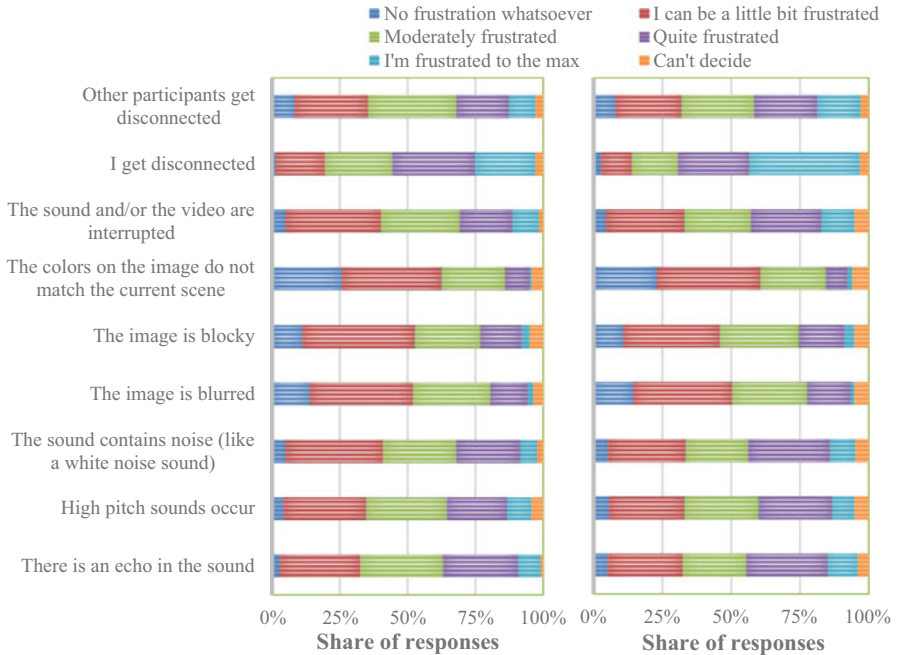 No frustration whatsoever
I can be a little bit frustrated
Moderately frustrated
Quite frustrated
I'm frustrated to the max
Can't decide
Other participants get
disconnected
I get disconnected
The sound and/or the video are
interrupted
The colors on the image do not
match the current scene
The image is blocky
The image is blurred
The sound contains noise (like
a white noise sound)
High pitch sounds occur
There is an echo in the sound
0% 25% 50% 75% 100%
0% 25% 50% 75% 100%
Share of responses
Share of responses